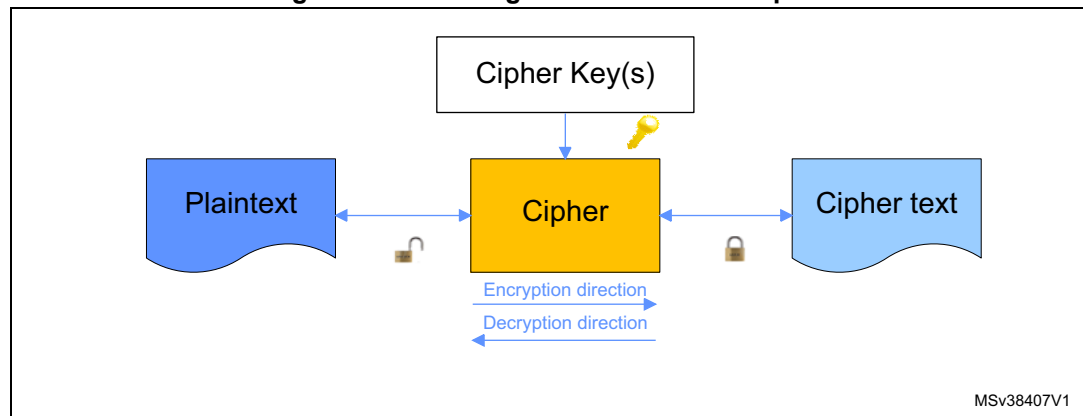 Cipher Key(s)
Plaintext
Cipher
Cipher text
Encryption direction
Decryption direction
MSv38407V1